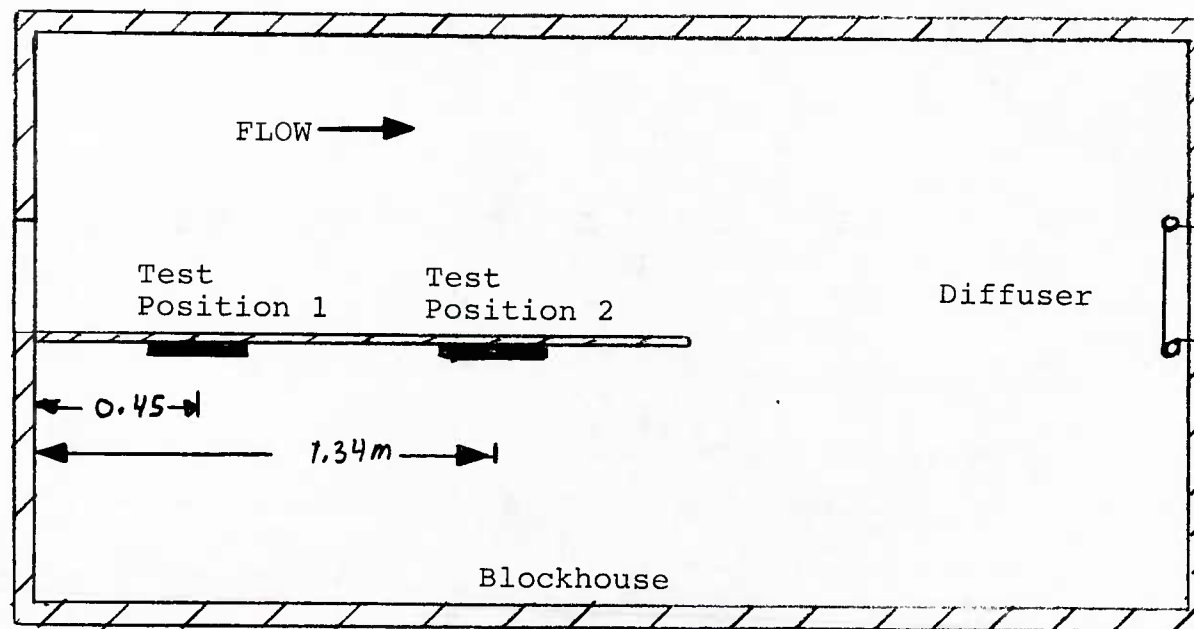 FLOW
Test
Position 1
Test
Position 2
Diffuser
0.45
1.34m
Blockhouse